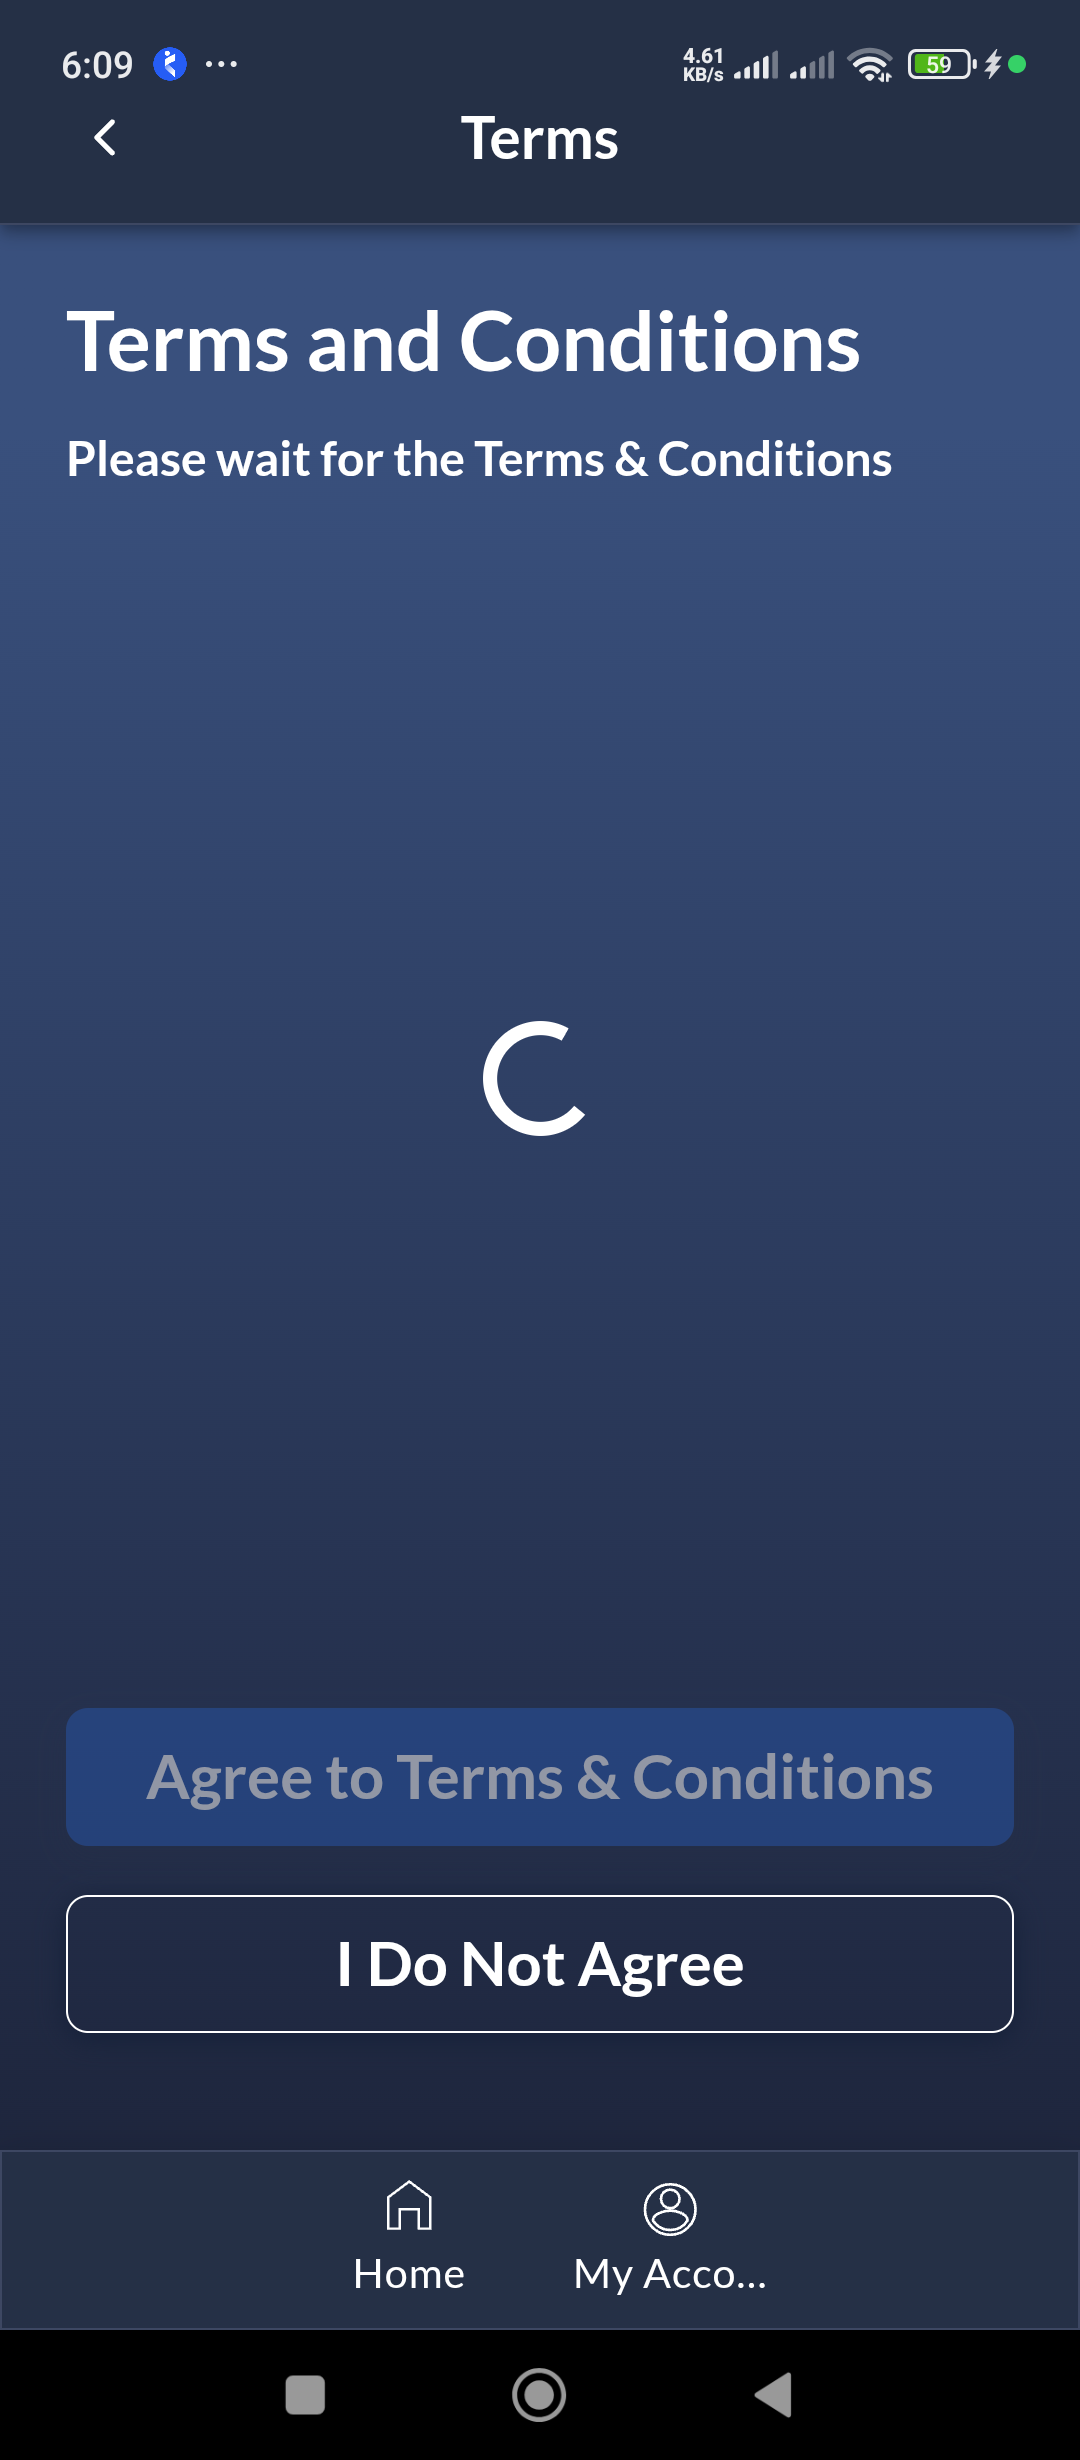 6:09
4.61
KB/s
59
Terms
Terms and Conditions
Please wait for the Terms & Conditions
Agree to Terms & Conditions
I Do Not Agree
Home
My Acco...